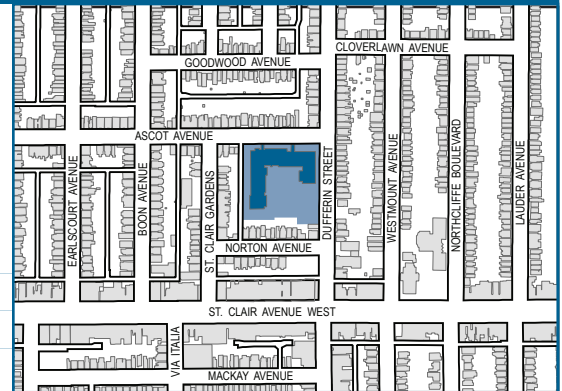 CLOVERLAWN AVENUE
GOODWOOD AVENUE
ASCOT AVENUE
EARLSCOURT AVENUE
BOON AVENUE
ST. CLAIR GARDENS
DUFFERIN STREET
WESTMOUNT AVENUE
NORTHCLIFFE BOULEVARD
LAUDER AVENUE
NORTON AVENUE
ST. CLAIR AVENUE WEST
VIA ITALIA
MACKAY AVENUE